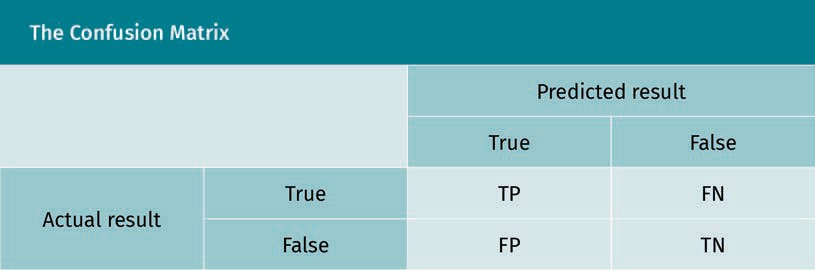 The Confusion Matrix
Predicted result
True False
Actual result
True TP FN
False FP TN